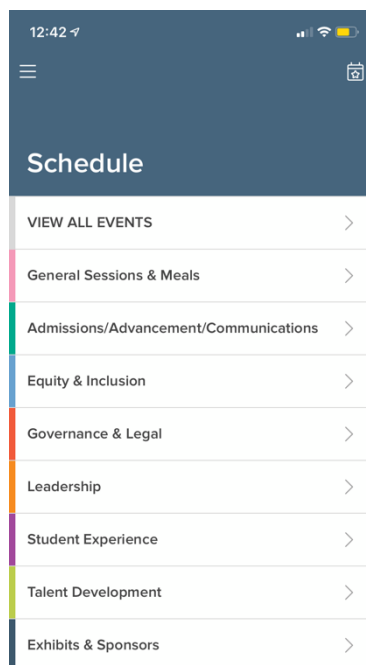 12:42
Schedule
VIEW ALL EVENTS
General Sessions & Meals
Admissions/Advancement/Communications
Equity & Inclusion
Governance & Legal
Leadership
Student Experience
Talent Development
Exhibits & Sponsors